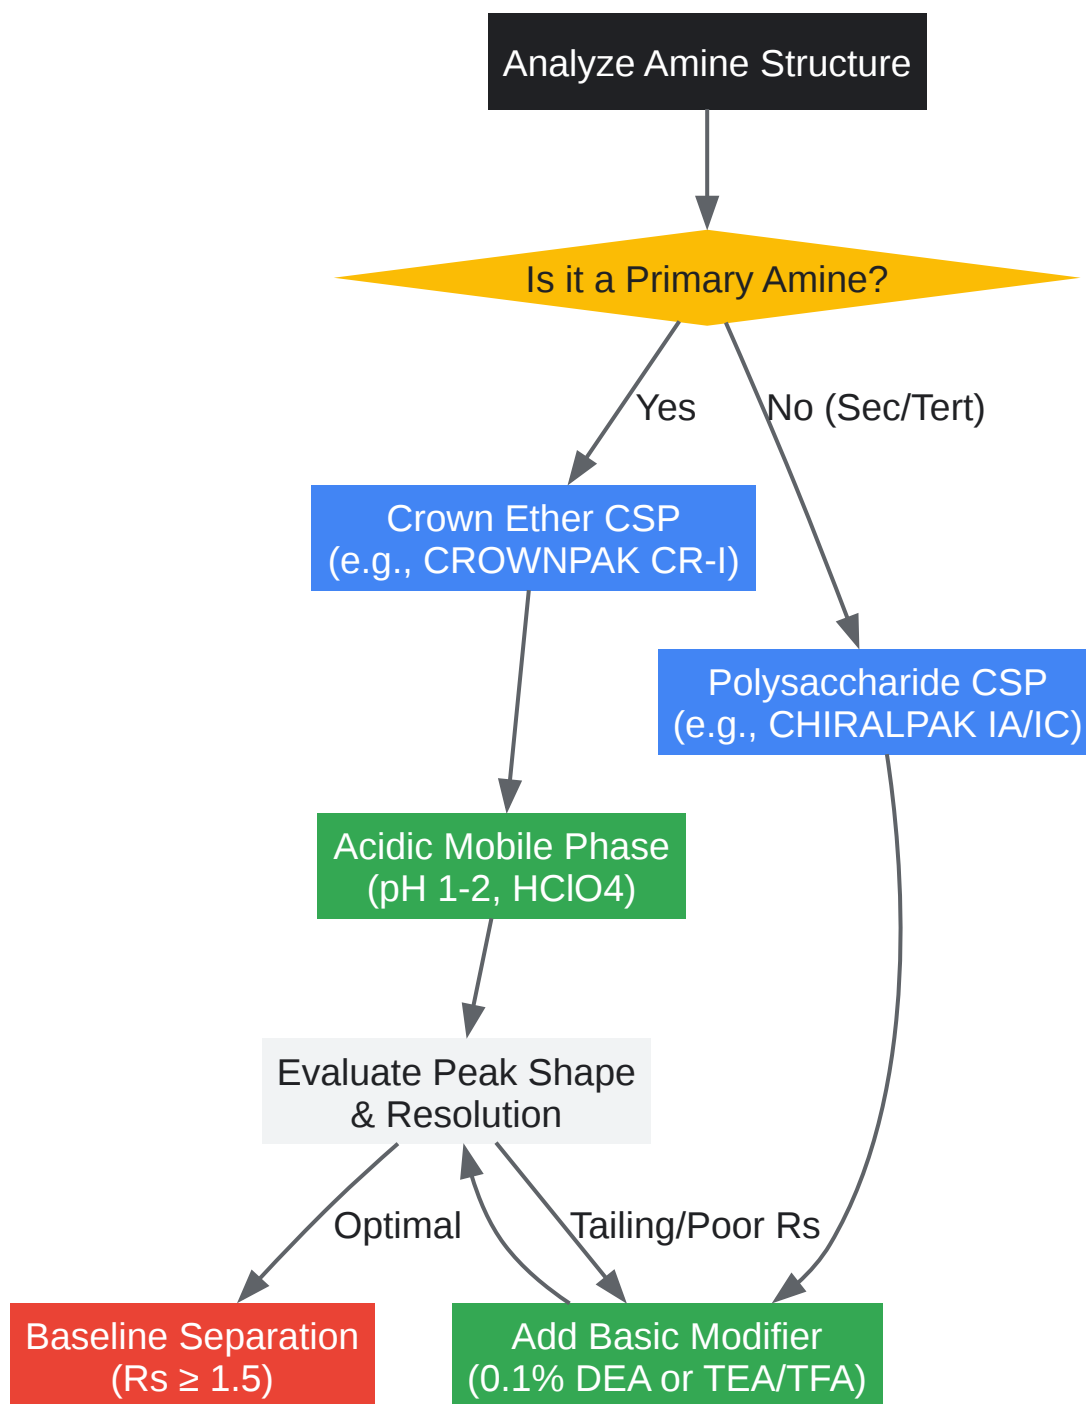 Analyze Amine Structure
Is it a Primary Amine?
Yes
No (Sec/Tert)
Crown Ether CSP
(e.g., CROWNPAK CR-I)
Polysaccharide CSP
(e.g., CHIRALPAK IA/IC)
Acidic Mobile Phase
(pH 1-2, HClO4)
Evaluate Peak Shape
& Resolution
Optimal
Tailing/Poor Rs
Baseline Separation
(Rs ≥ 1.5)
Add Basic Modifier
(0.1% DEA or TEA/TFA)